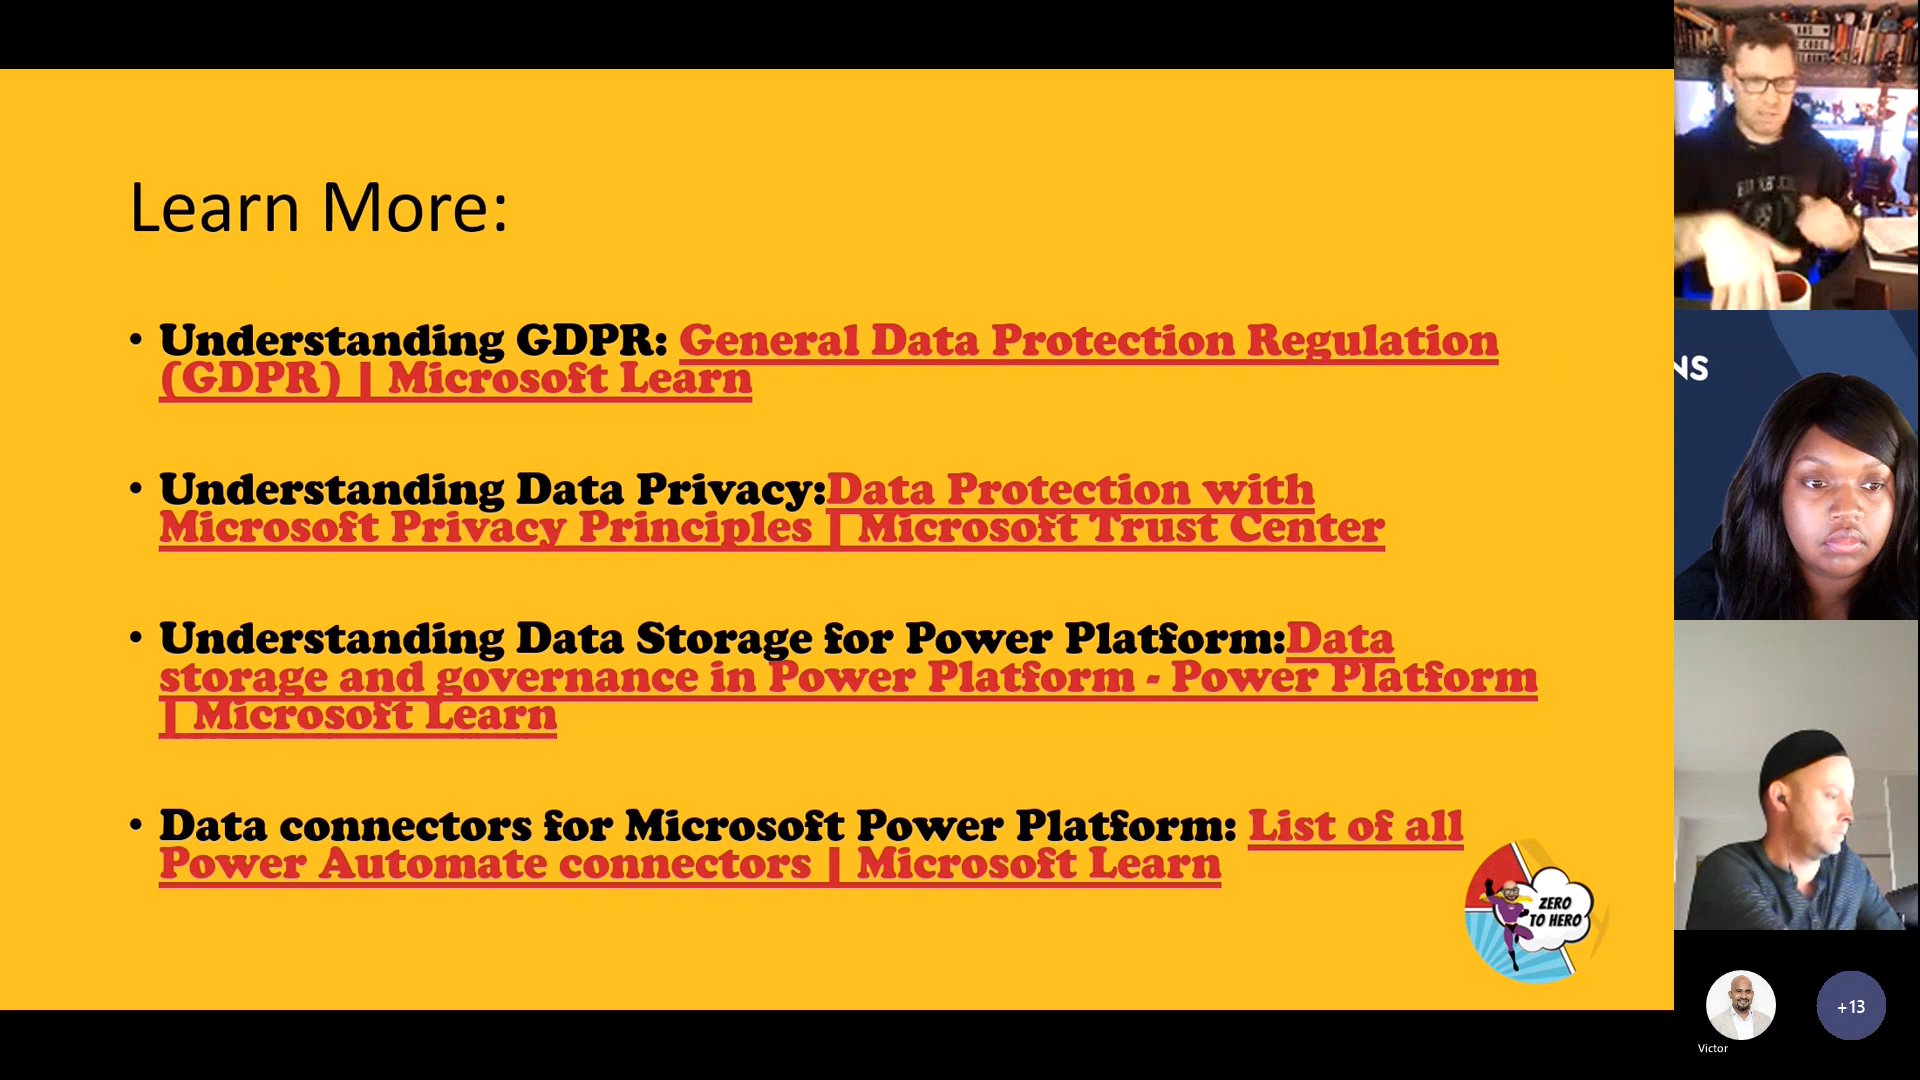 Learn More:
• Understanding GDPR: General Data Protection Regulation
(GDPR) | Microsoft Learn
• Understanding Data Privacy:Data Protection with
Microsoft Privacy Principles | Microsoft Trust Center
• Understanding Data Storage for Power Platform:Data
storage and governance in Power Platform - Power Platform
| Microsoft Learn
• Data connectors for Microsoft Power Platform: List of all
Power Automate connectors | Microsoft Learn
ZERO
TO HERO
CODE
NS
Victor
+13